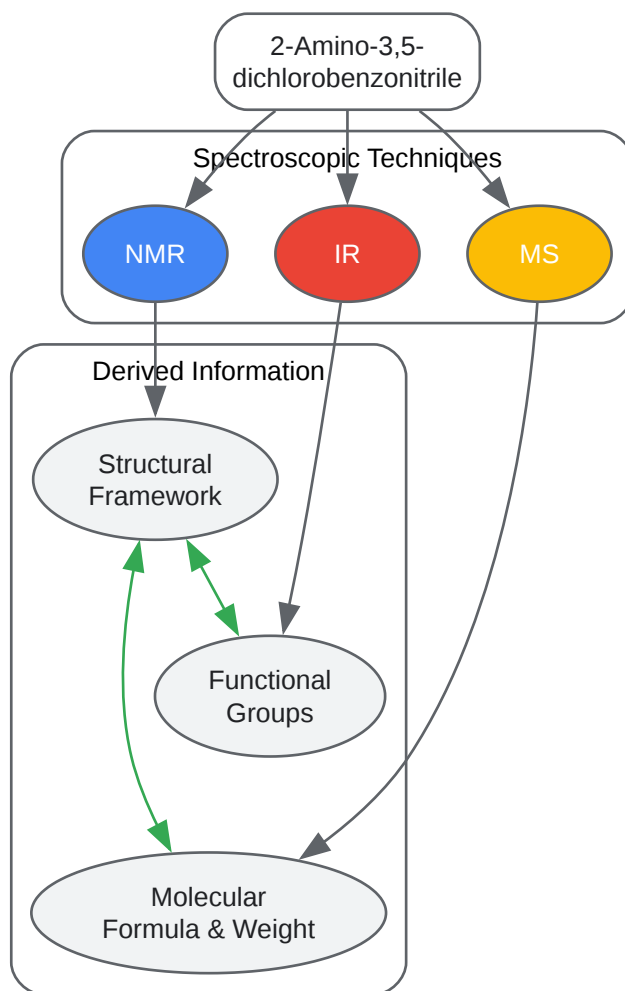 2-Amino-3,5-
dichlorobenzonitrile
Spectroscopic Techniques
NMR
IR
MS
Derived Information
Structural
Framework
Functional
Groups
Molecular
Formula & Weight